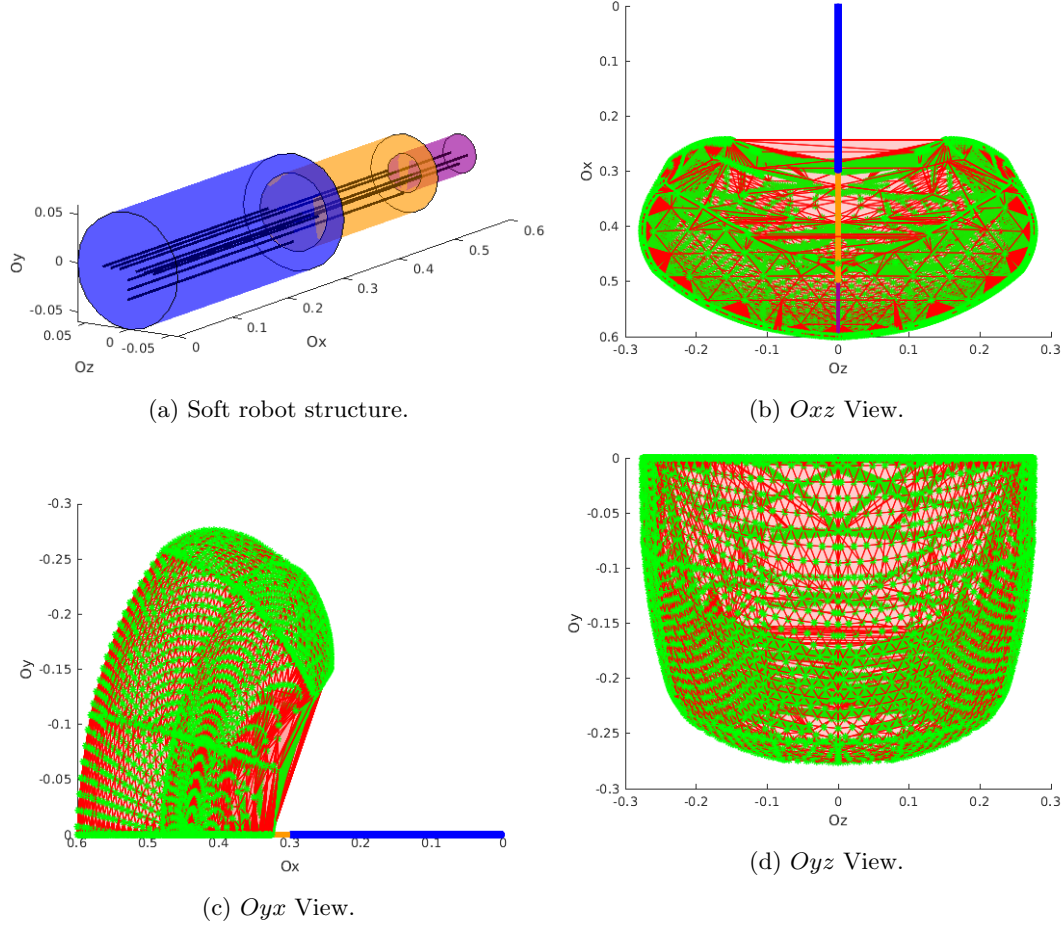 0.05
0
-0.05
Oy
0.05
0
-0.05
Oz
0
0.1
0.2
0.3
0.4
0.5
0.6
Ox
(a) Soft robot structure.
0
0.1
0.2
0.3
0.4
0.5
0.6
Ox
-0.3 -0.2 -0.1 0 0.1 0.2 0.3
Oz
(b) Oxz View.
-0.3
-0.25
-0.2
-0.15
-0.1
-0.05
0
Oy
0.6 0.5 0.4 0.3 0.2 0.1 0
Ox
(c) Oyx View.
0
-0.05
-0.1
-0.15
-0.2
-0.25
-0.3
Oy
-0.3 -0.2 -0.1 0 0.1 0.2 0.3
Oz
(d) Oyz View.